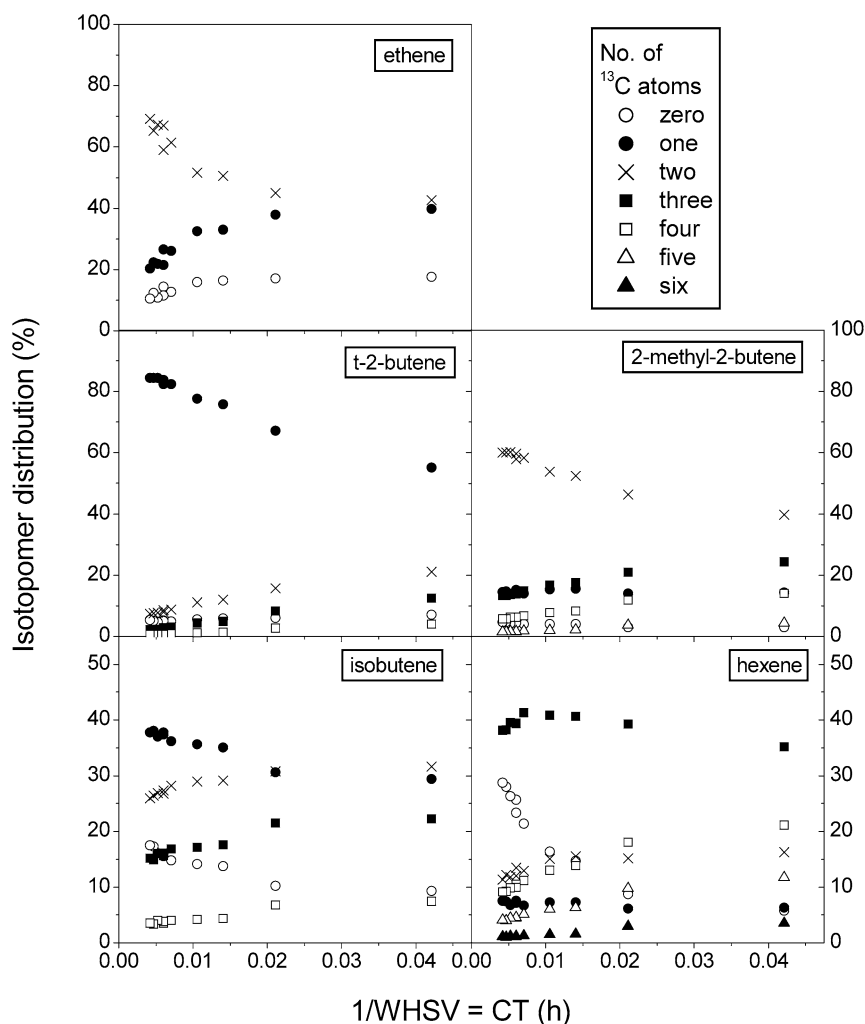 100
80
60
40
20
0
ethene
No. of
¹³C atoms
zero
one
two
three
four
five
six
Isotopomer distribution (%)
80
60
40
20
0
t-2-butene
100
80
60
40
20
0
2-methyl-2-butene
50
40
30
20
10
0
isobutene
50
40
30
20
10
0
hexene
0.00 0.01 0.02 0.03 0.04 0.00 0.01 0.02 0.03 0.04
1/WHSV = CT (h)